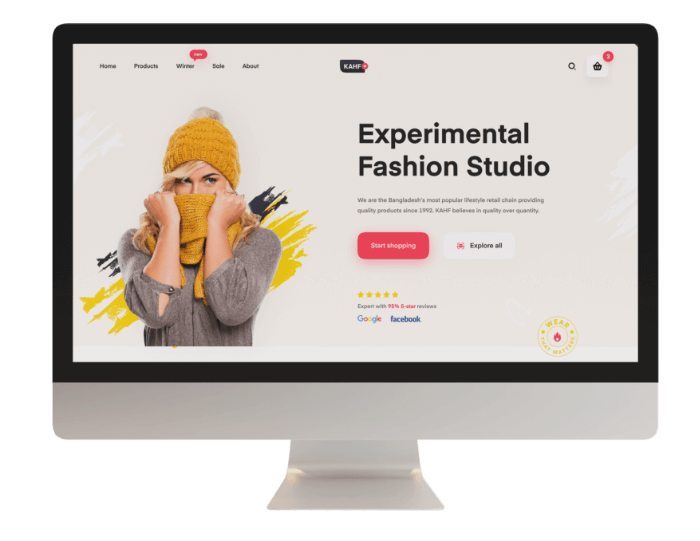 new
Home
Products
Winter
Sale
About
KAHF
3
Experimental
Fashion Studio
We are the Bangladesh's most popular lifestyle retail chain providing
quality products since 1992. KAHF believes in quality over quantity.
Start shopping
Explore all
Expert with 95% 5-star reviews
Google facebook
WEAR
THAT MATTERS